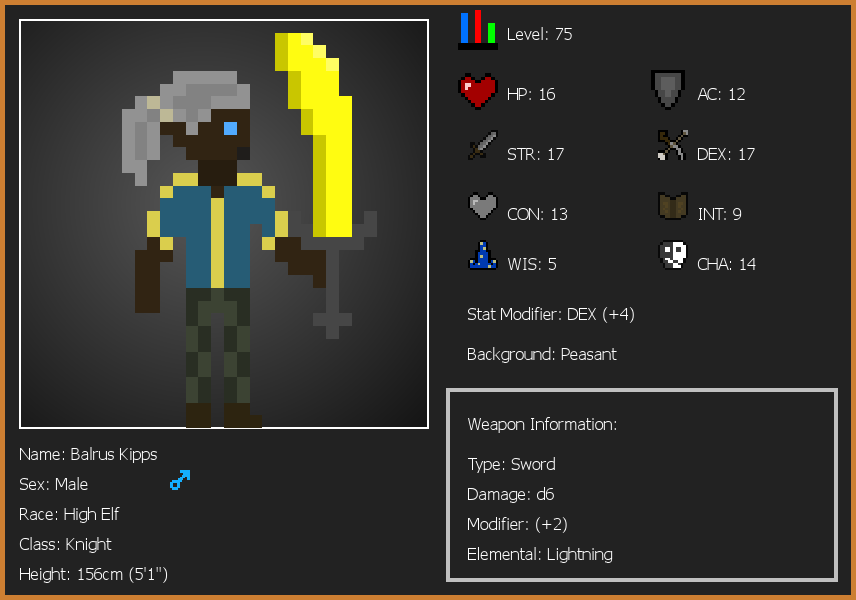 Level: 75
HP: 16
AC: 12
STR: 17
DEX: 17
CON: 13
INT: 9
WIS: 5
CHA: 14
Stat Modifier: DEX (+4)
Background: Peasant
Weapon Information:
Type: Sword
Damage: d6
Modifier: (+2)
Elemental: Lightning
Name: Balrus Kipps
Sex: Male
Race: High Elf
Class: Knight
Height: 156cm (5'1")